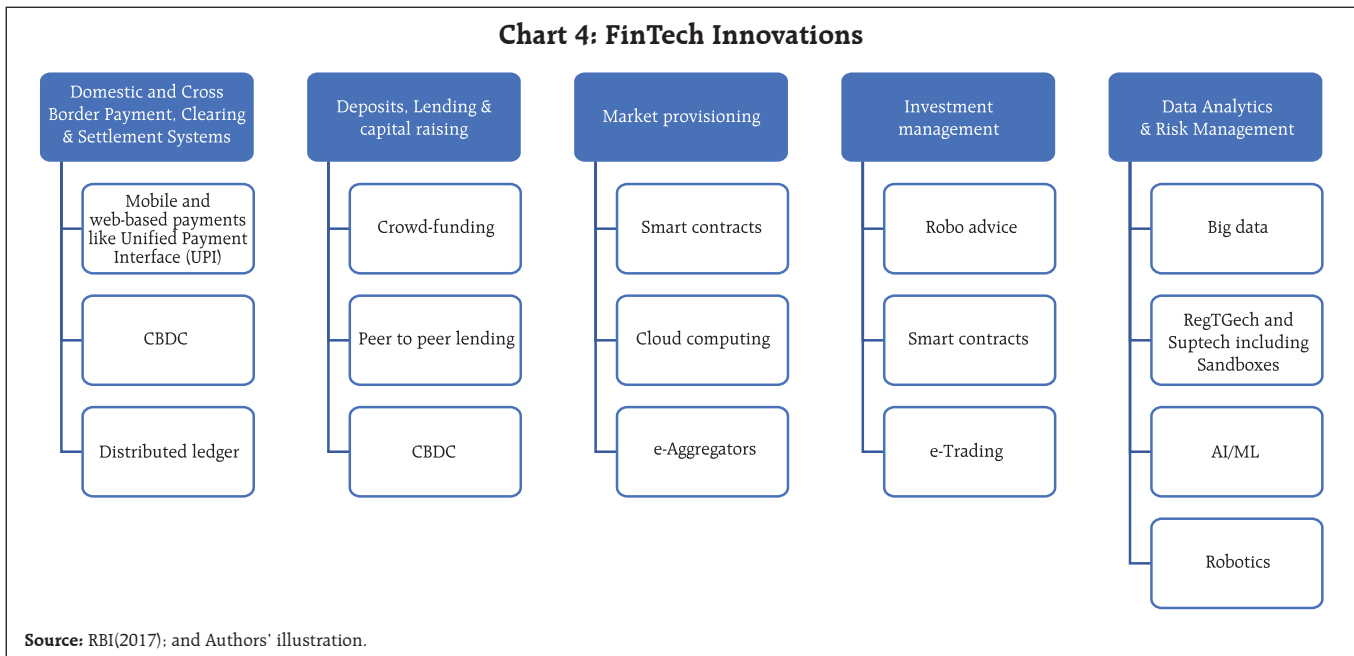 Chart 4: FinTech Innovations
Domestic and Cross
Border Payment, Clearing
& Settlement Systems
Mobile and
web-based payments
like Unified Payment
Interface (UPI)
CBDC
Distributed ledger
Deposits, Lending &
capital raising
Crowd-funding
Peer to peer lending
CBDC
Market provisioning
Smart contracts
Cloud computing
e-Aggregators
Investment
management
Robo advice
Smart contracts
e-Trading
Data Analytics
& Risk Management
Big data
RegTGech and
Suptech including
Sandboxes
AI/ML
Robotics
Source: RBI(2017); and Authors' illustration.